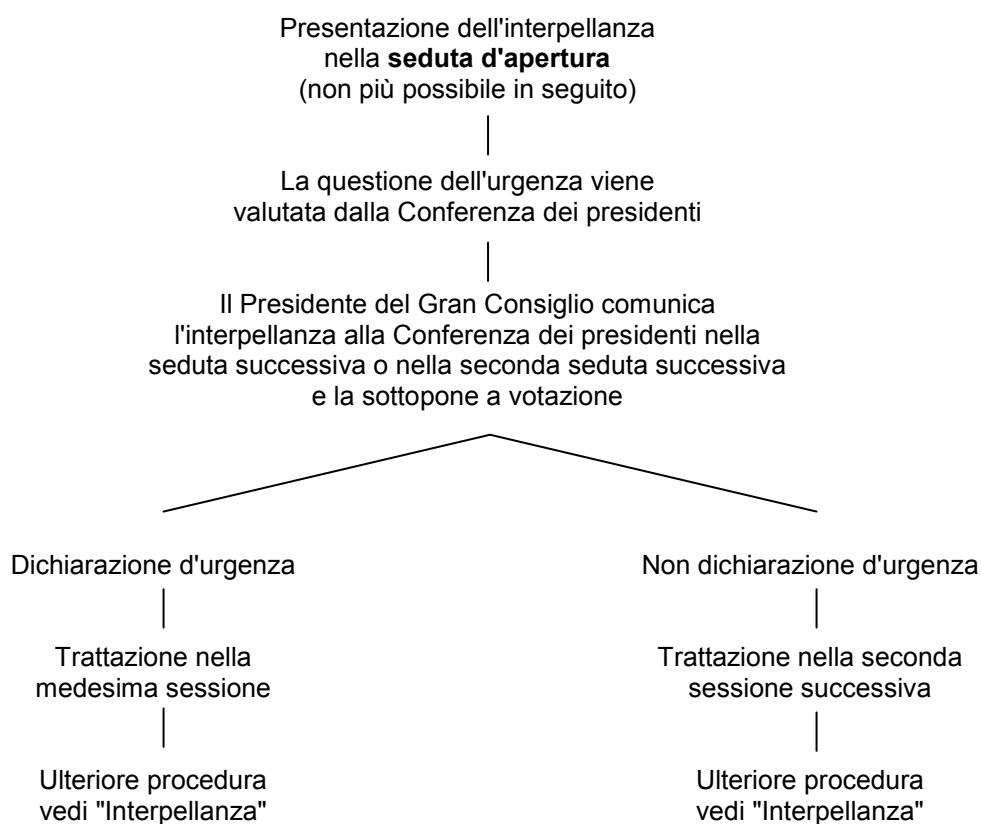 Presentazione dell'interpellanza
nella seduta d'apertura
(non più possibile in seguito)
La questione dell'urgenza viene
valutata dalla Conferenza dei presidenti
Il Presidente del Gran Consiglio comunica
l'interpellanza alla Conferenza dei presidenti nella
seduta successiva o nella seconda seduta successiva
e la sottopone a votazione
Dichiarazione d'urgenza
Trattazione nella
medesima sessione
Ulteriore procedura
vedi "Interpellanza"
Non dichiarazione d'urgenza
Trattazione nella seconda
sessione successiva
Ulteriore procedura
vedi "Interpellanza"